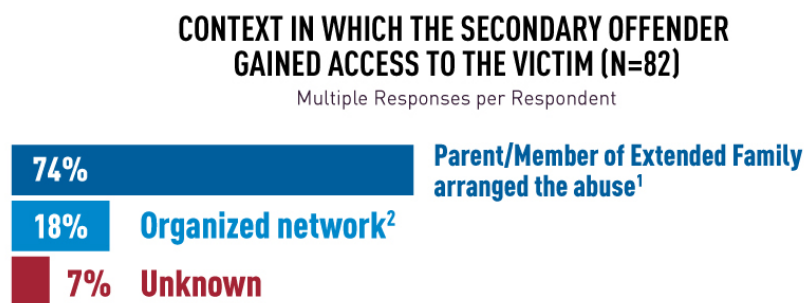 CONTEXT IN WHICH THE SECONDARY OFFENDER
GAINED ACCESS TO THE VICTIM (N=82)
Multiple Responses per Respondent
74% Parent/Member of Extended Family
arranged the abuse¹
18% Organized network²
7% Unknown